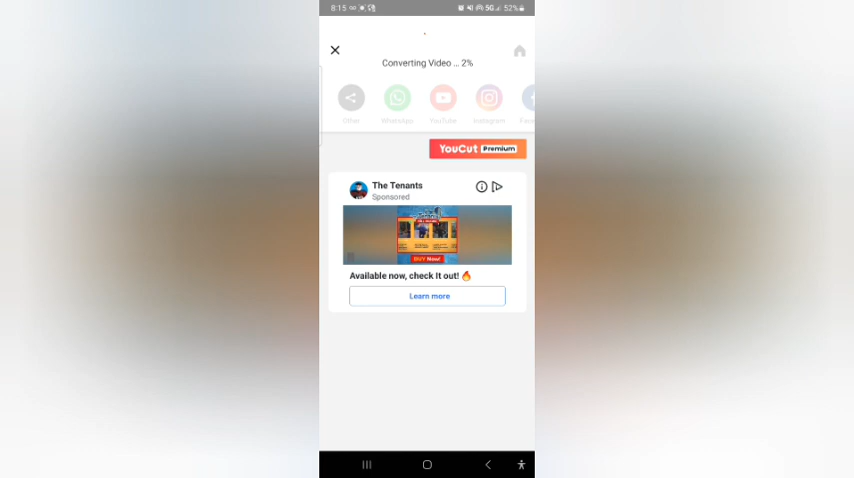 8:15
5G 52%
Converting Video ... 2%
Other WhatsApp YouTube Instagram
YouCut Premium
The Tenants
Sponsored
BUY Now!
Available now, check It out! 🔥
Learn more